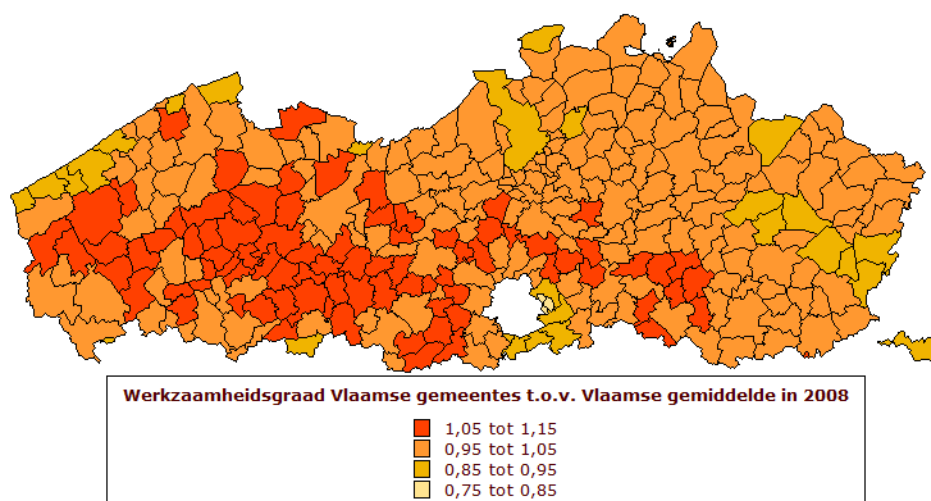 Werkzaamheidsgraad Vlaamse gemeentes t.o.v. Vlaamse gemiddelde in 2008
1,05 tot 1,15
0,95 tot 1,05
0,85 tot 0,95
0,75 tot 0,85